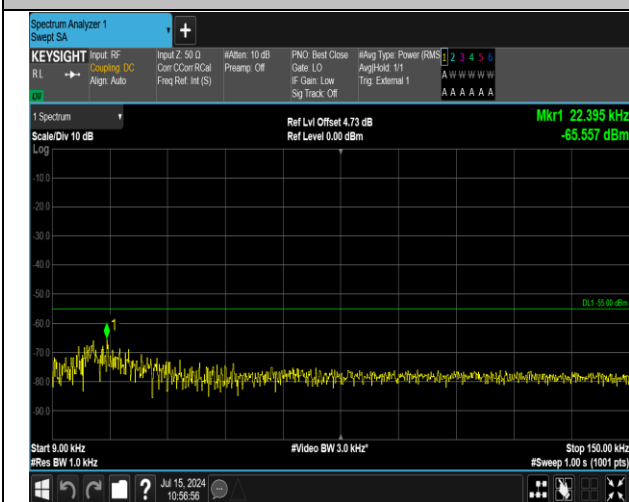 Spectrum Analyzer 1
Swept SA
+
KEYSIGHT
RL
Input: RF
Coupling: DC
Align: Auto
Input Z: 50 Ω
Corr CCorr RCal
Freq Ref: Int (S)
#Atten: 10 dB
Preamp: Off
PNO: Best Close
Gate: LO
IF Gain: Low
Sig Track: Off
#Avg Type: Power (RMS
Avg|Hold: 1/1
Trig: External 1
1 2 3 4 5 6
A W W W W W
A A A A A A
1 Spectrum
Scale/Div 10 dB
Ref Lvl Offset 4.73 dB
Ref Level 0.00 dBm
Mkr1 22.395 kHz
-65.557 dBm
Log
-10.0
-20.0
-30.0
-40.0
-50.0
DL1 -55.00 dBm
-60.0
1
-70.0
-80.0
-90.0
Start 9.00 kHz
#Video BW 3.0 kHz*
Stop 150.00 kHz
#Res BW 1.0 kHz
#Sweep 1.00 s (1001 pts)
?
Jul 15, 2024
10:56:56